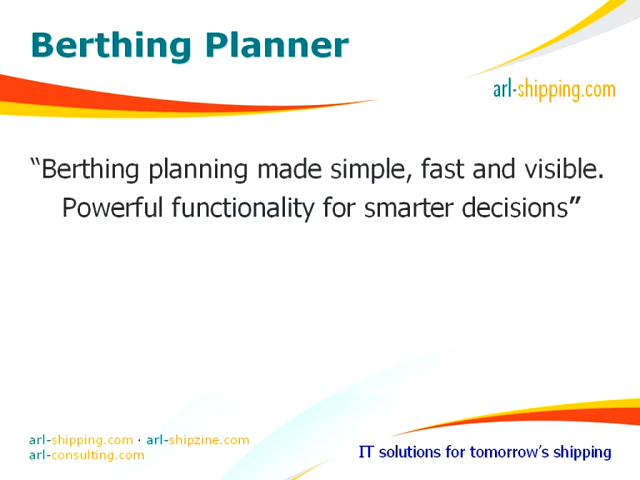 Berthing Planner
arl-shipping.com
“Berthing planning made simple, fast and visible.
Powerful functionality for smarter decisions”
arl-shipping.com · arl-shipzine.com
arl-consulting.com
IT solutions for tomorrow’s shipping